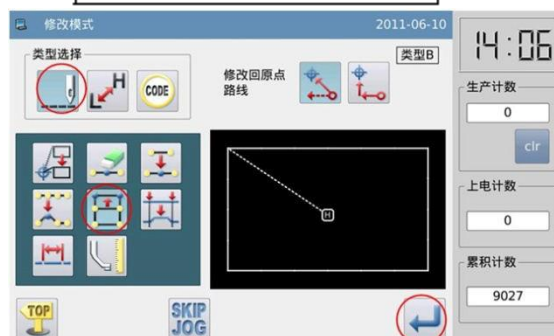 修改模式
2011-06-10
类型选择
H
CODE
修改回原点
路线
类型B
14:06
生产计数
0
clr
上电计数
0
累积计数
9027
H
TOP
SKIP
JOG